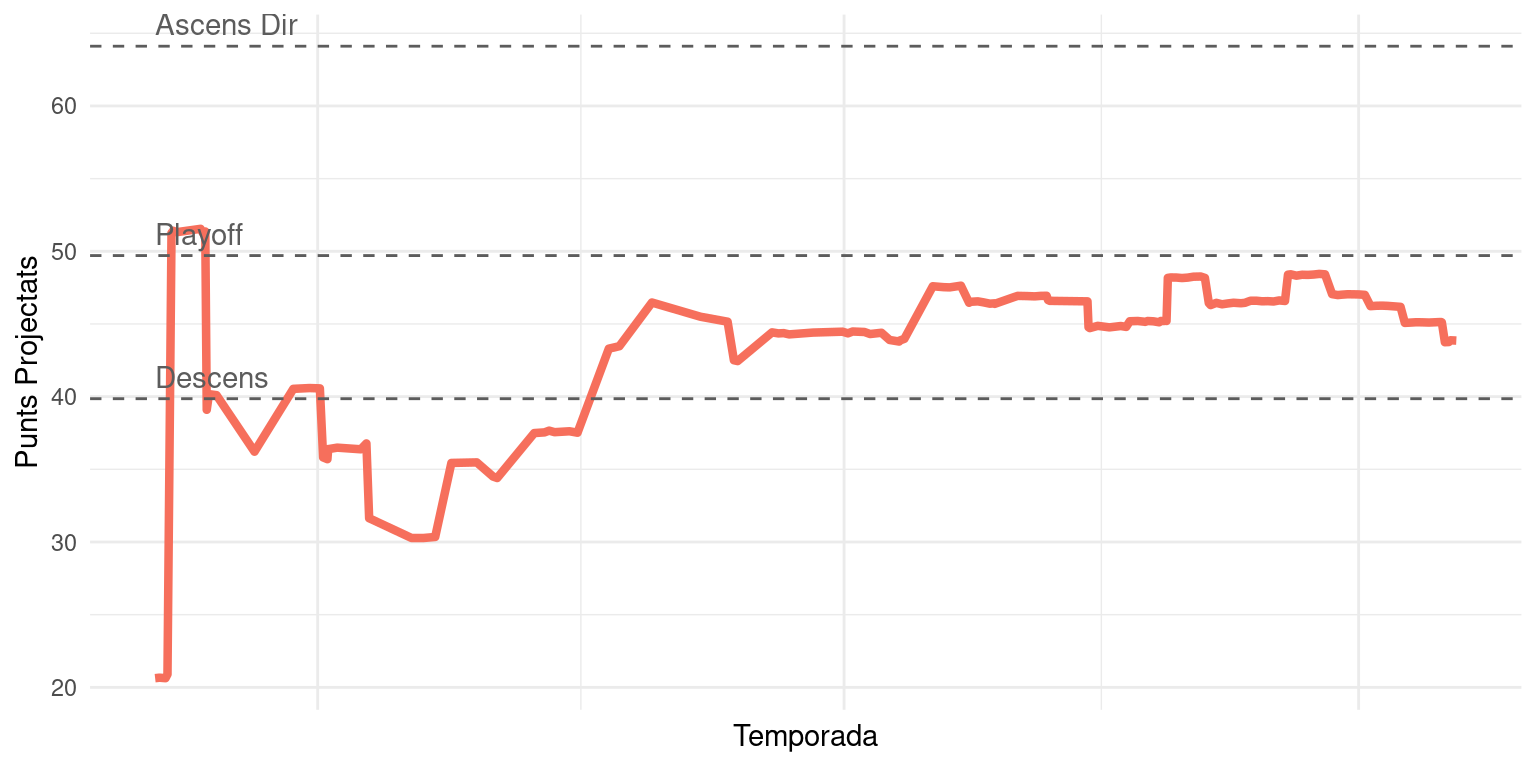 Ascens Dir
60
Playoff
50
Descens
40
30
20
Punts Projectats
Temporada